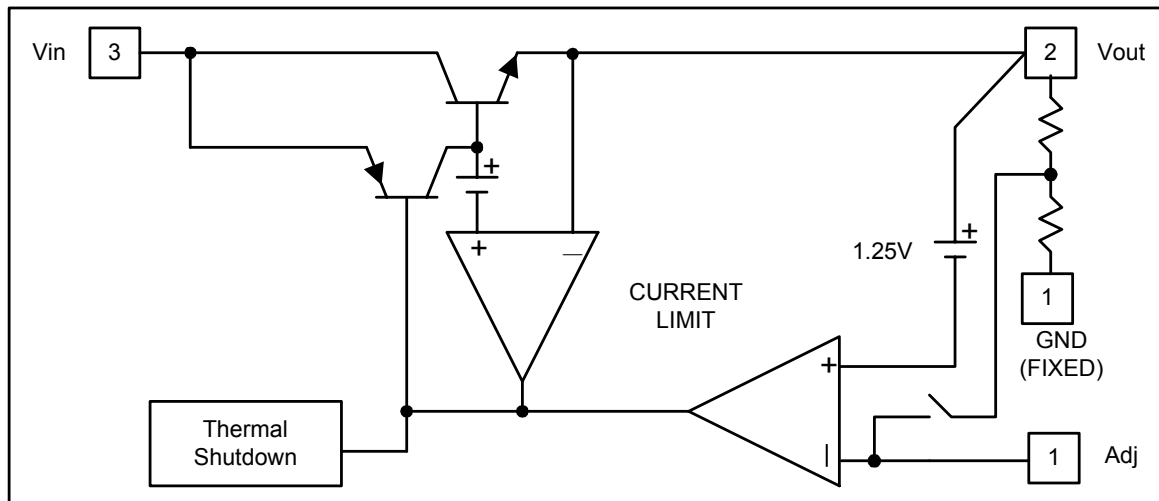 Vin
3
2
Vout
+
+
−
1.25V
+
CURRENT
LIMIT
1
GND
(FIXED)
+
Thermal
Shutdown
−
1
Adj